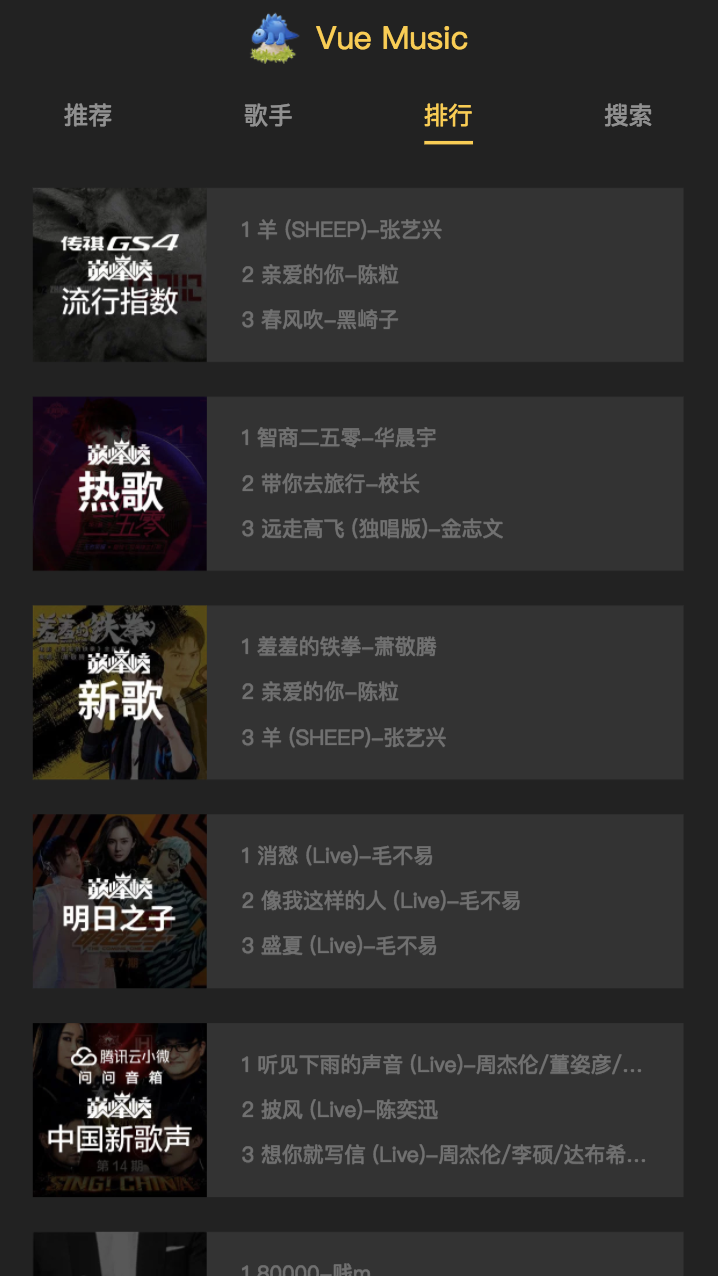 Vue Music
推荐
歌手
排行
搜索
传祺GS4
巅峰榜
流行指数
1 羊 (SHEEP)-张艺兴
2 亲爱的你-陈粒
3 春风吹-黑崎子
巅峰榜
热歌
二五零
1 智商二五零-华晨宇
2 带你去旅行-校长
3 远走高飞 (独唱版)-金志文
羞羞的铁拳
巅峰榜
新歌
1 羞羞的铁拳-萧敬腾
2 亲爱的你-陈粒
3 羊 (SHEEP)-张艺兴
巅峰榜
明日之子
第7期
1 消愁 (Live)-毛不易
2 像我这样的人 (Live)-毛不易
3 盛夏 (Live)-毛不易
腾讯云小微
问问音箱
巅峰榜
中国新歌声
第14期
SING! CHINA
1 听见下雨的声音 (Live)-周杰伦/董姿彦/...
2 披风 (Live)-陈奕迅
3 想你就写信 (Live)-周杰伦/李硕/达布希...
1 80000-贱m